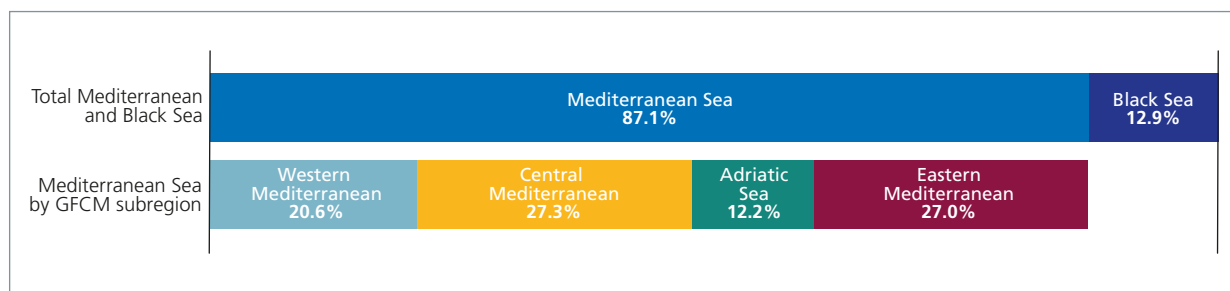 Total Mediterranean
and Black Sea
Mediterranean Sea
87.1%
Black Sea
12.9%
Mediterranean Sea
by GFCM subregion
Western
Mediterranean
20.6%
Central
Mediterranean
27.3%
Adriatic
Sea
12.2%
Eastern
Mediterranean
27.0%